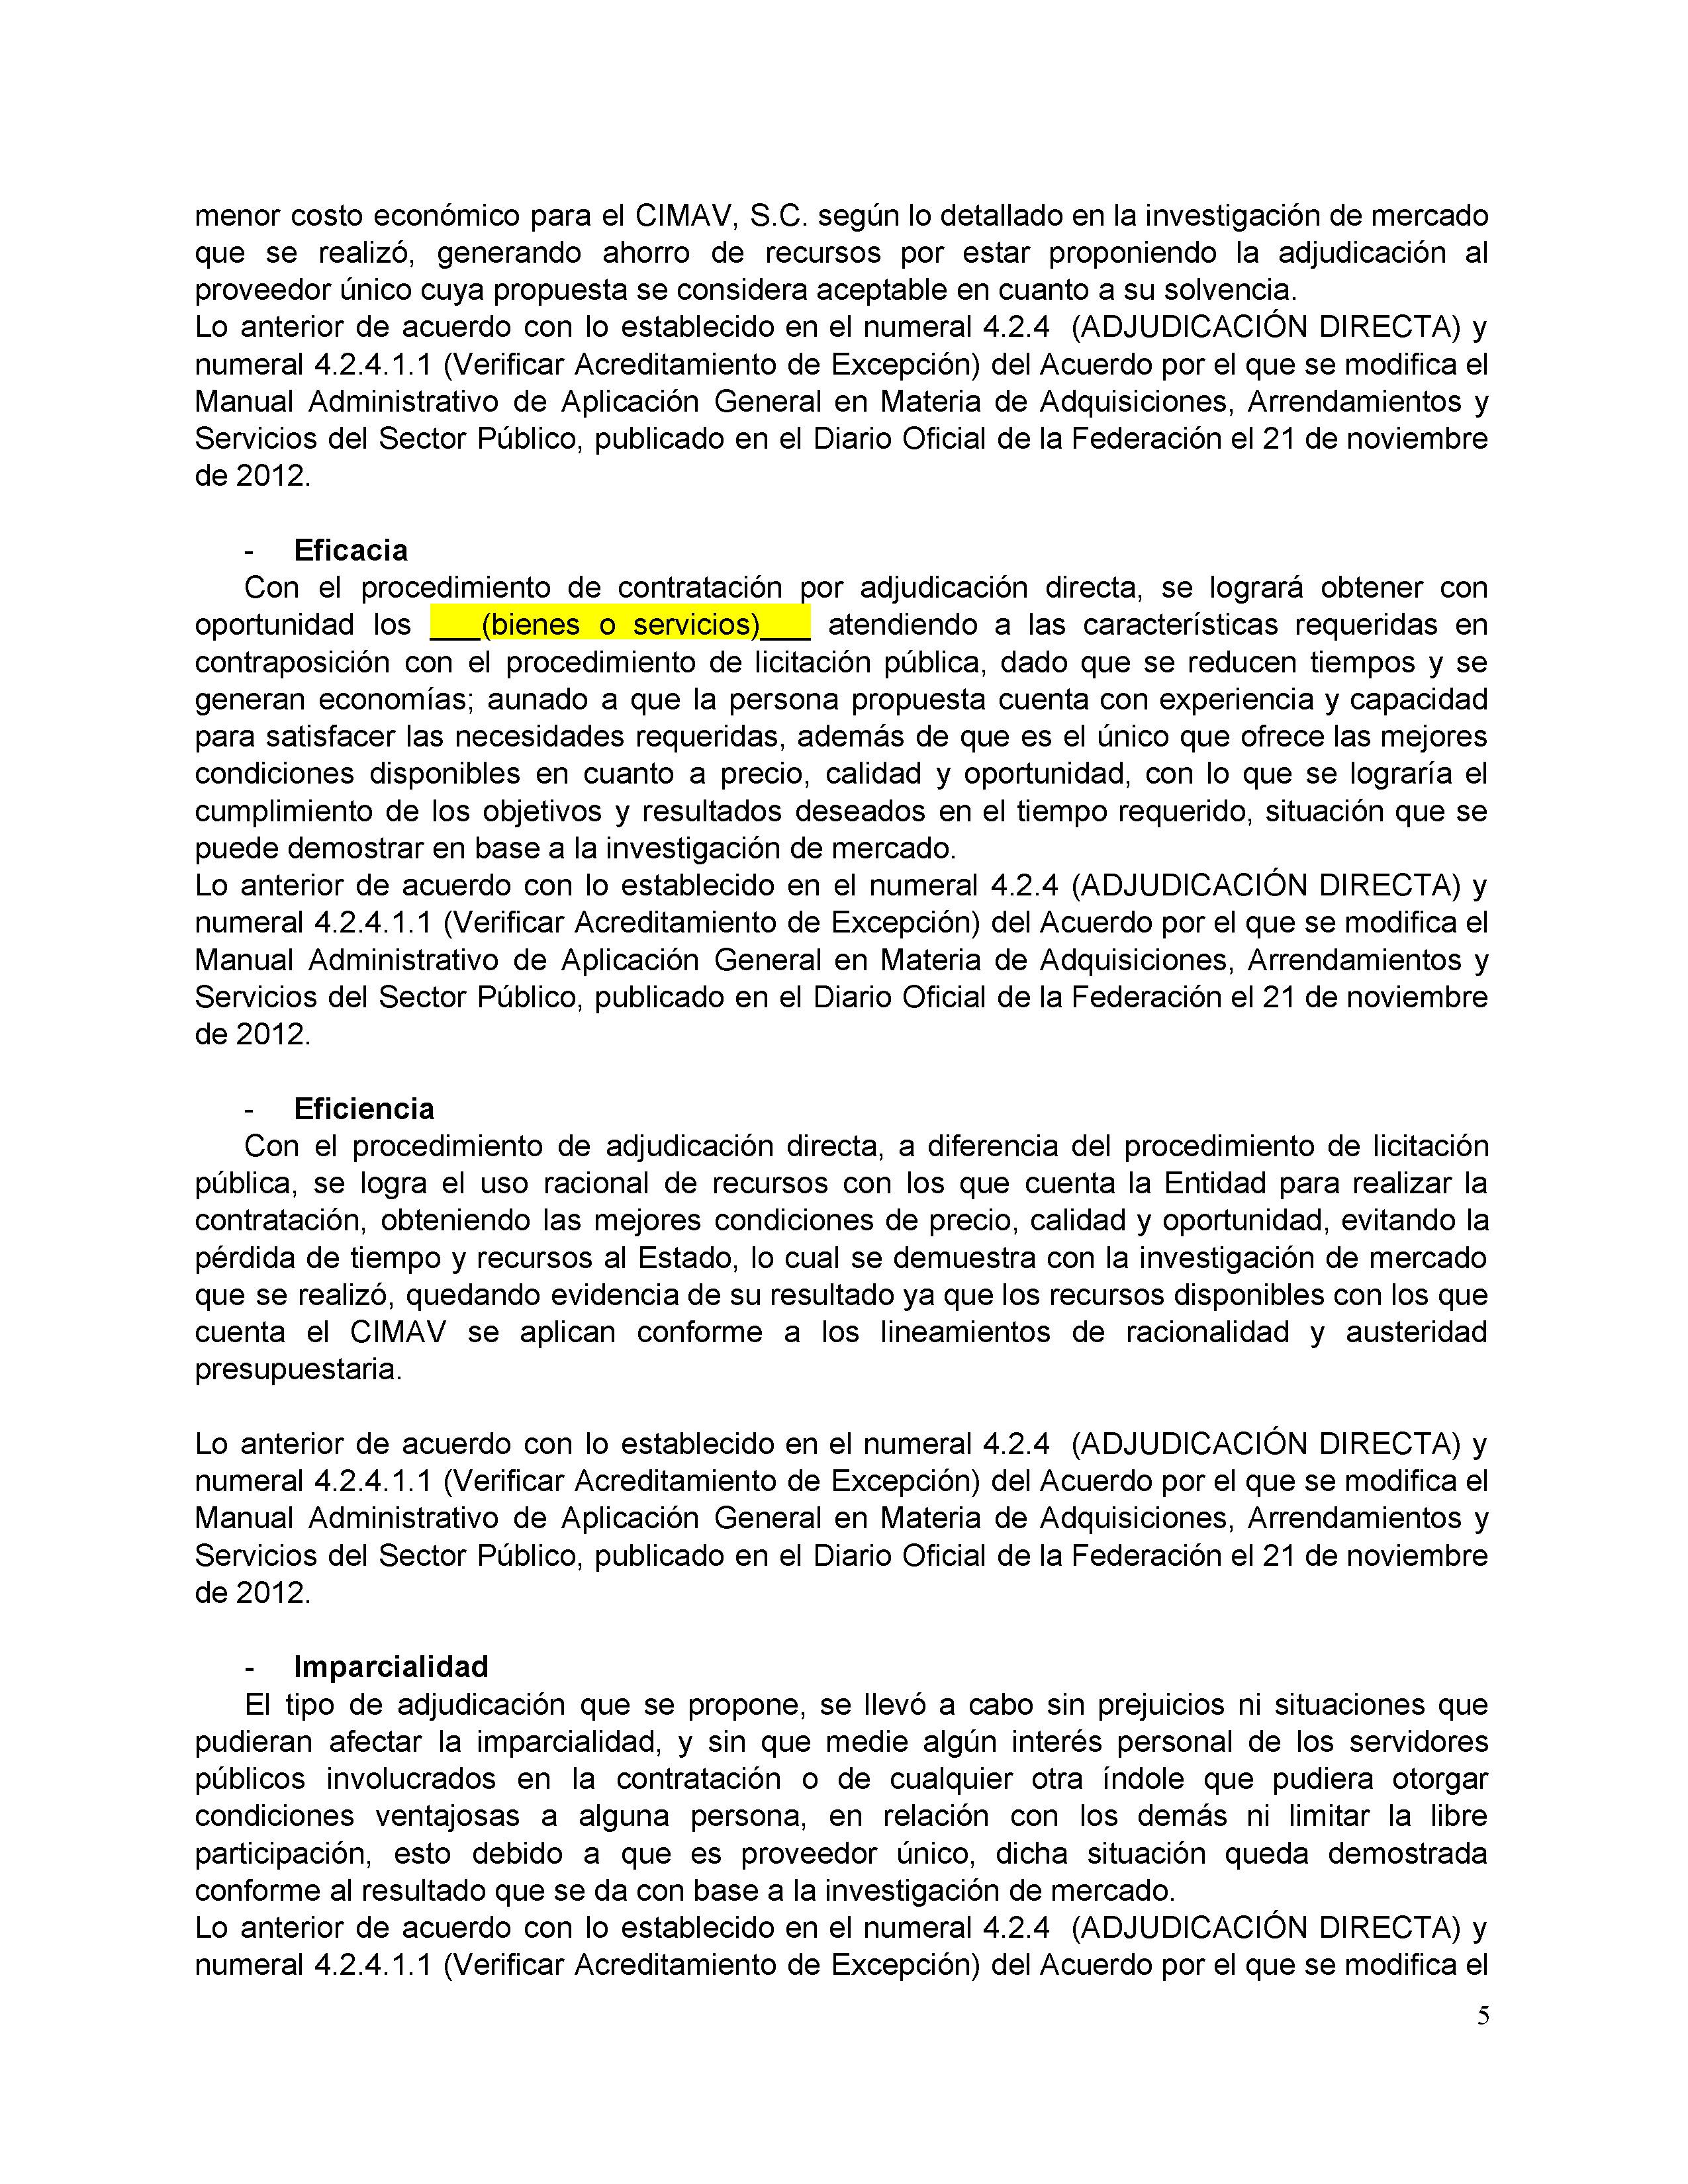 menor costo económico para el CIMAV, S.C. según lo detallado en la investigación de mercado
que se realizó, generando ahorro de recursos por estar proponiendo la adjudicación al
proveedor único cuya propuesta se considera aceptable en cuanto a su solvencia.
Lo anterior de acuerdo con lo establecido en el numeral 4.2.4 (ADJUDICACIÓN DIRECTA) y
numeral 4.2.4.1.1 (Verificar Acreditamiento de Excepción) del Acuerdo por el que se modifica el
Manual Administrativo de Aplicación General en Materia de Adquisiciones, Arrendamientos y
Servicios del Sector Público, publicado en el Diario Oficial de la Federación el 21 de noviembre
de 2012.
- Eficacia
Con el procedimiento de contratación por adjudicación directa, se logrará obtener con
oportunidad los ___(bienes o servicios)___ atendiendo a las características requeridas en
contraposición con el procedimiento de licitación pública, dado que se reducen tiempos y se
generan economías; aunado a que la persona propuesta cuenta con experiencia y capacidad
para satisfacer las necesidades requeridas, además de que es el único que ofrece las mejores
condiciones disponibles en cuanto a precio, calidad y oportunidad, con lo que se lograría el
cumplimiento de los objetivos y resultados deseados en el tiempo requerido, situación que se
puede demostrar en base a la investigación de mercado.
Lo anterior de acuerdo con lo establecido en el numeral 4.2.4 (ADJUDICACIÓN DIRECTA) y
numeral 4.2.4.1.1 (Verificar Acreditamiento de Excepción) del Acuerdo por el que se modifica el
Manual Administrativo de Aplicación General en Materia de Adquisiciones, Arrendamientos y
Servicios del Sector Público, publicado en el Diario Oficial de la Federación el 21 de noviembre
de 2012.
- Eficiencia
Con el procedimiento de adjudicación directa, a diferencia del procedimiento de licitación
pública, se logra el uso racional de recursos con los que cuenta la Entidad para realizar la
contratación, obteniendo las mejores condiciones de precio, calidad y oportunidad, evitando la
pérdida de tiempo y recursos al Estado, lo cual se demuestra con la investigación de mercado
que se realizó, quedando evidencia de su resultado ya que los recursos disponibles con los que
cuenta el CIMAV se aplican conforme a los lineamientos de racionalidad y austeridad
presupuestaria.
Lo anterior de acuerdo con lo establecido en el numeral 4.2.4 (ADJUDICACIÓN DIRECTA) y
numeral 4.2.4.1.1 (Verificar Acreditamiento de Excepción) del Acuerdo por el que se modifica el
Manual Administrativo de Aplicación General en Materia de Adquisiciones, Arrendamientos y
Servicios del Sector Público, publicado en el Diario Oficial de la Federación el 21 de noviembre
de 2012.
- Imparcialidad
El tipo de adjudicación que se propone, se llevó a cabo sin prejuicios ni situaciones que
pudieran afectar la imparcialidad, y sin que medie algún interés personal de los servidores
públicos involucrados en la contratación o de cualquier otra índole que pudiera otorgar
condiciones ventajosas a alguna persona, en relación con los demás ni limitar la libre
participación, esto debido a que es proveedor único, dicha situación queda demostrada
conforme al resultado que se da con base a la investigación de mercado.
Lo anterior de acuerdo con lo establecido en el numeral 4.2.4 (ADJUDICACIÓN DIRECTA) y
numeral 4.2.4.1.1 (Verificar Acreditamiento de Excepción) del Acuerdo por el que se modifica el
5